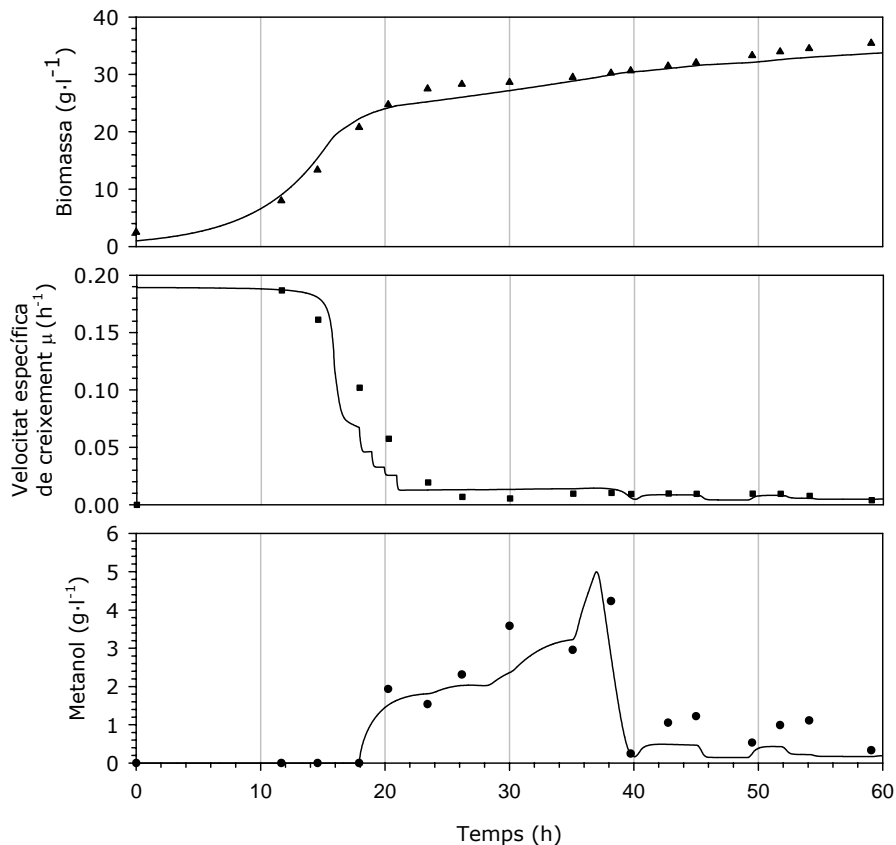 40
30
20
10
0
Biomassa (g·l⁻¹)
0.20
0.15
0.10
0.05
0.00
Velocitat específica
de creixement μ (h⁻¹)
6
5
4
3
2
1
0
Metanol (g·l⁻¹)
0 10 20 30 40 50 60
Temps (h)